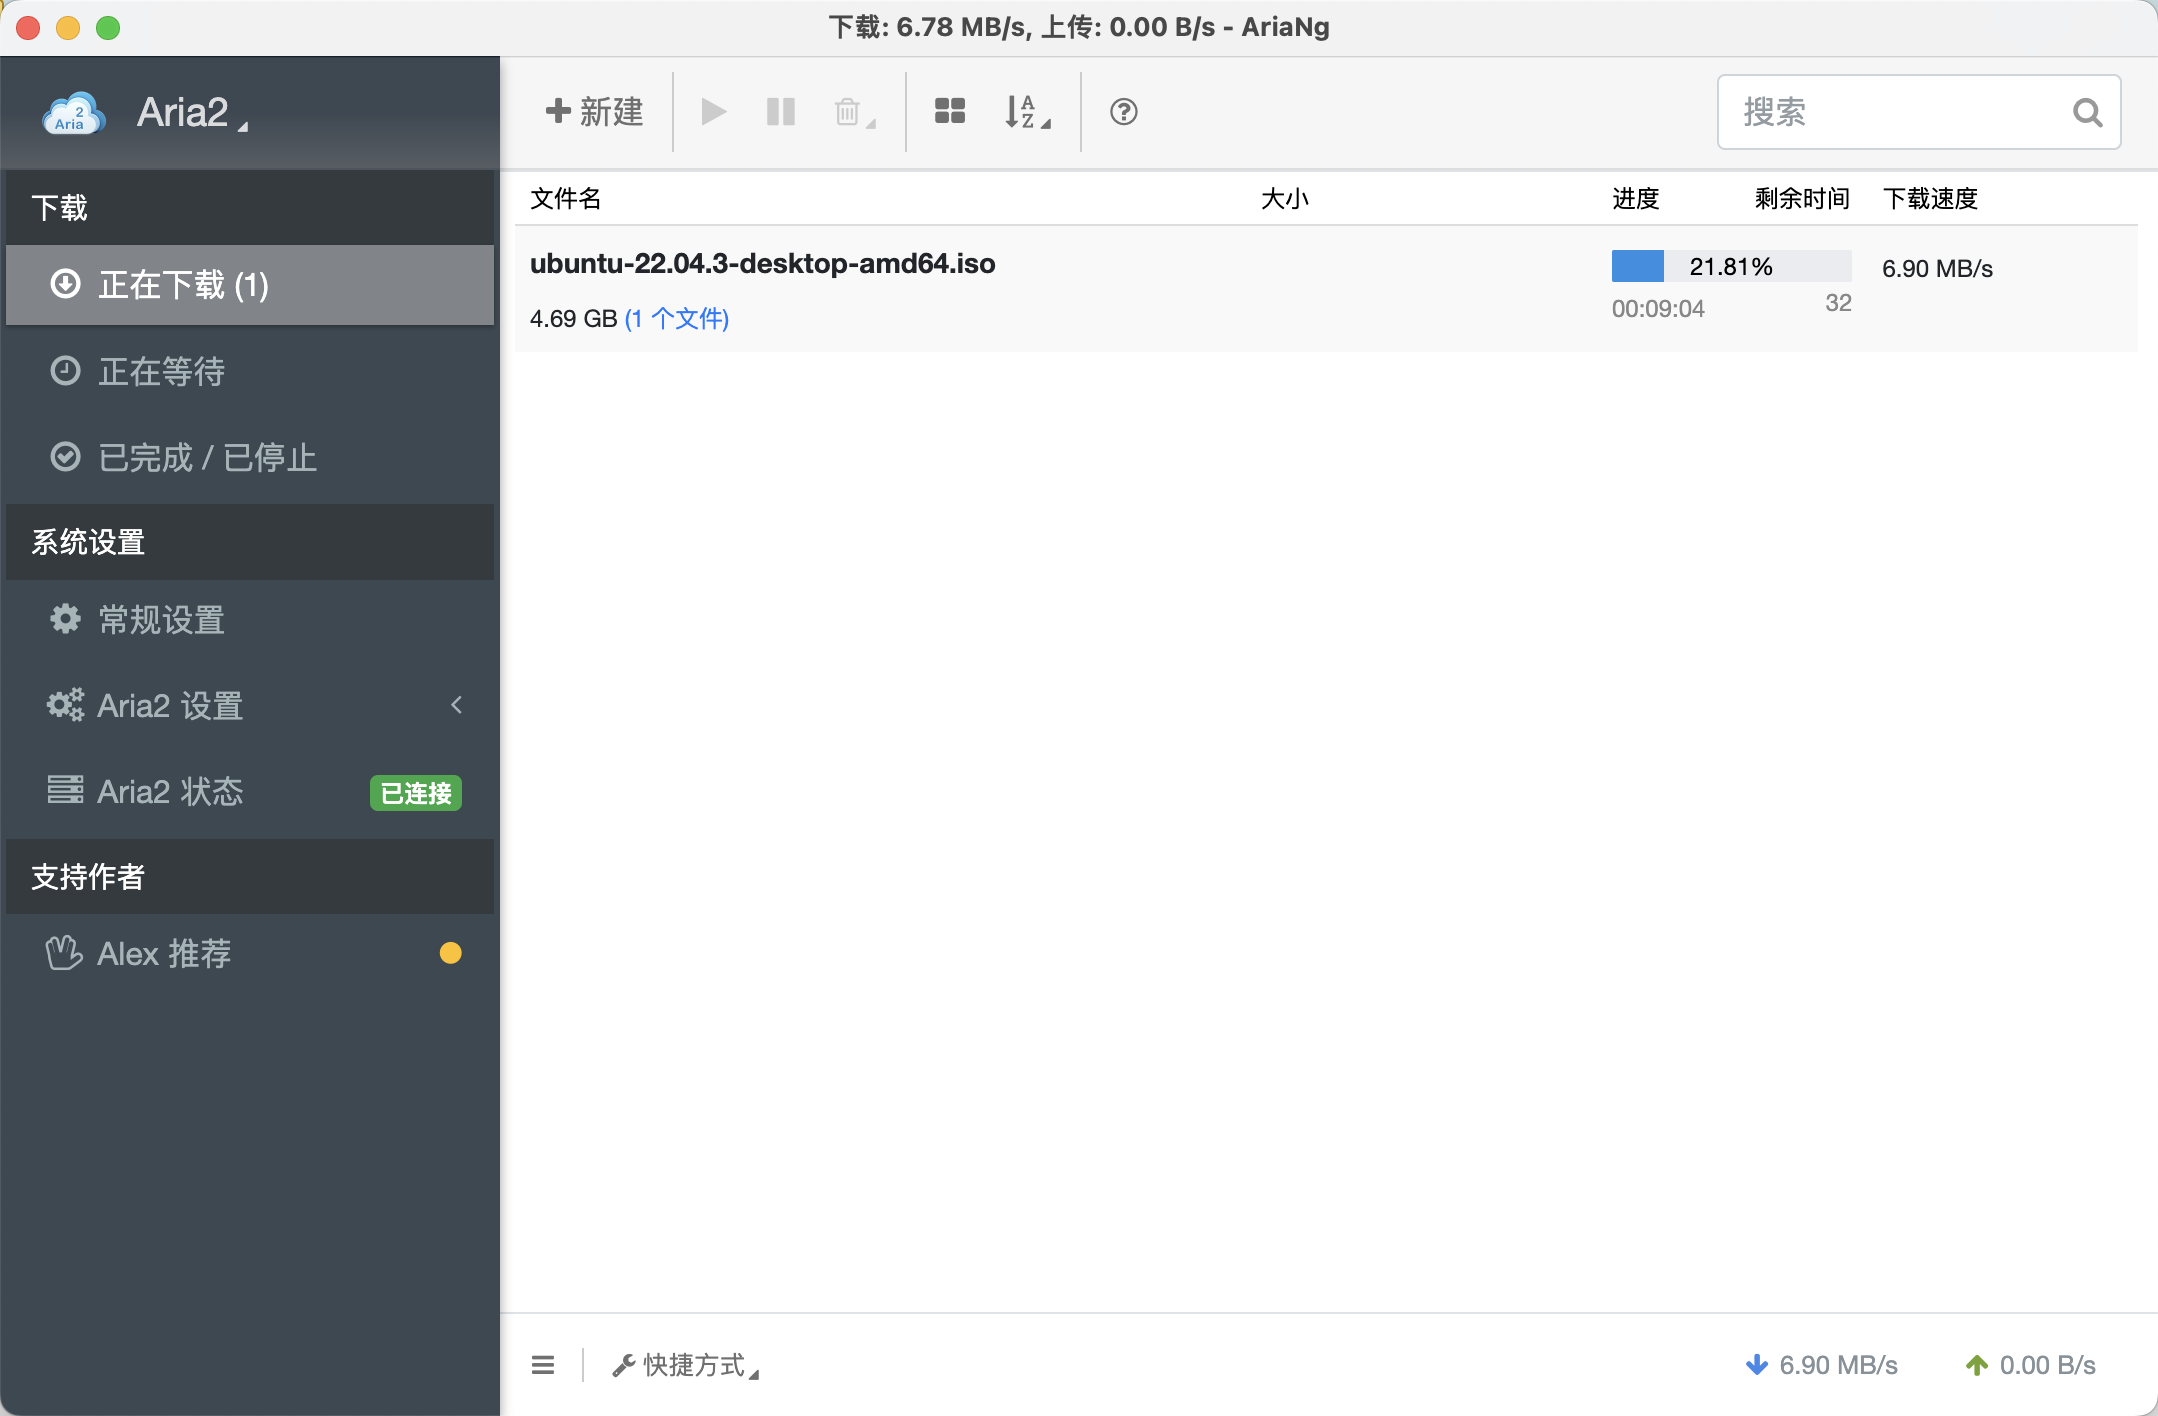 下载: 6.78 MB/s, 上传: 0.00 B/s - AriaNg
2
Aria
Aria2
下载
正在下载 (1)
正在等待
已完成 / 已停止
系统设置
常规设置
Aria2 设置
Aria2 状态
已连接
支持作者
Alex 推荐
新建
A
Z
搜索
文件名 大小 进度 剩余时间 下载速度
ubuntu-22.04.3-desktop-amd64.iso
4.69 GB (1 个文件)
21.81%
00:09:04 32
6.90 MB/s
快捷方式
6.90 MB/s
0.00 B/s